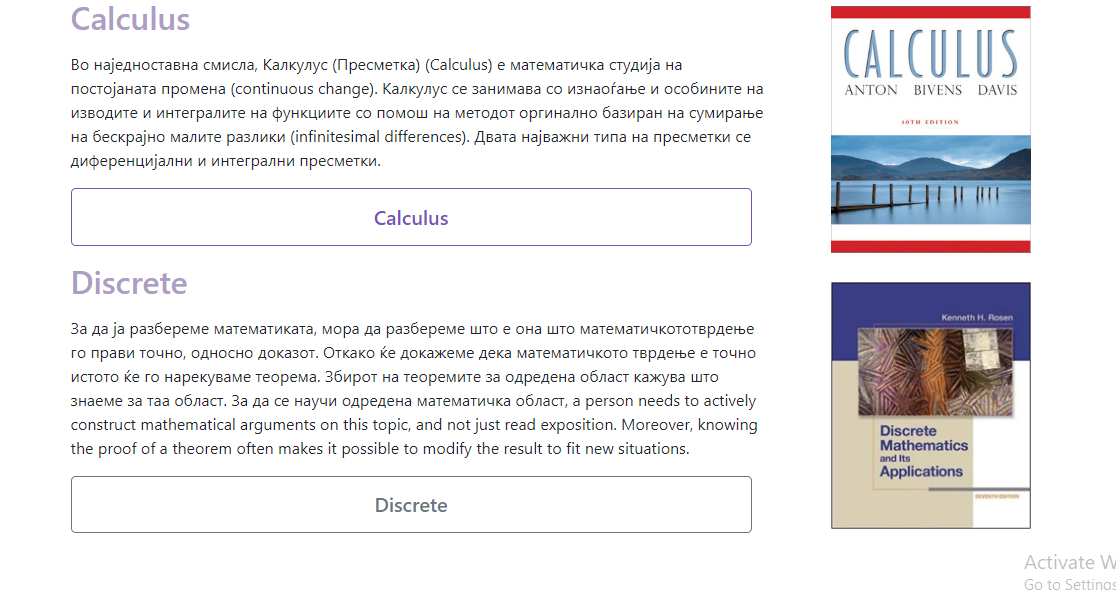 Calculus
Во наједноставна смисла, Калкулус (Пресметка) (Calculus) е математичка студија на
постојаната промена (continuous change). Калкулус се занимава со изнаоѓање и особините на
изводите и интегралите на функциите со помош на методот оргинално базиран на сумирање
на бескрајно малите разлики (infinitesimal differences). Двата најважни типа на пресметки се
диференцијални и интегрални пресметки.
Calculus
CALCULUS
ANTON BIVENS DAVIS
10TH EDITION
Discrete
За да ја разбереме математиката, мора да разбереме што е она што математичкототврдење
го прави точно, односно доказот. Откако ќе докажеме дека математичкото тврдење е точно
истото ќе го нарекуваме теорема. Збирот на теоремите за одредена област кажува што
знаеме за таа област. За да се научи одредена математичка област, a person needs to actively
construct mathematical arguments on this topic, and not just read exposition. Moreover, knowing
the proof of a theorem often makes it possible to modify the result to fit new situations.
Discrete
Kenneth H. Rosen
Discrete
Mathematics
and Its
Applications
SEVENTH EDITION
Activate W
Go to Settings